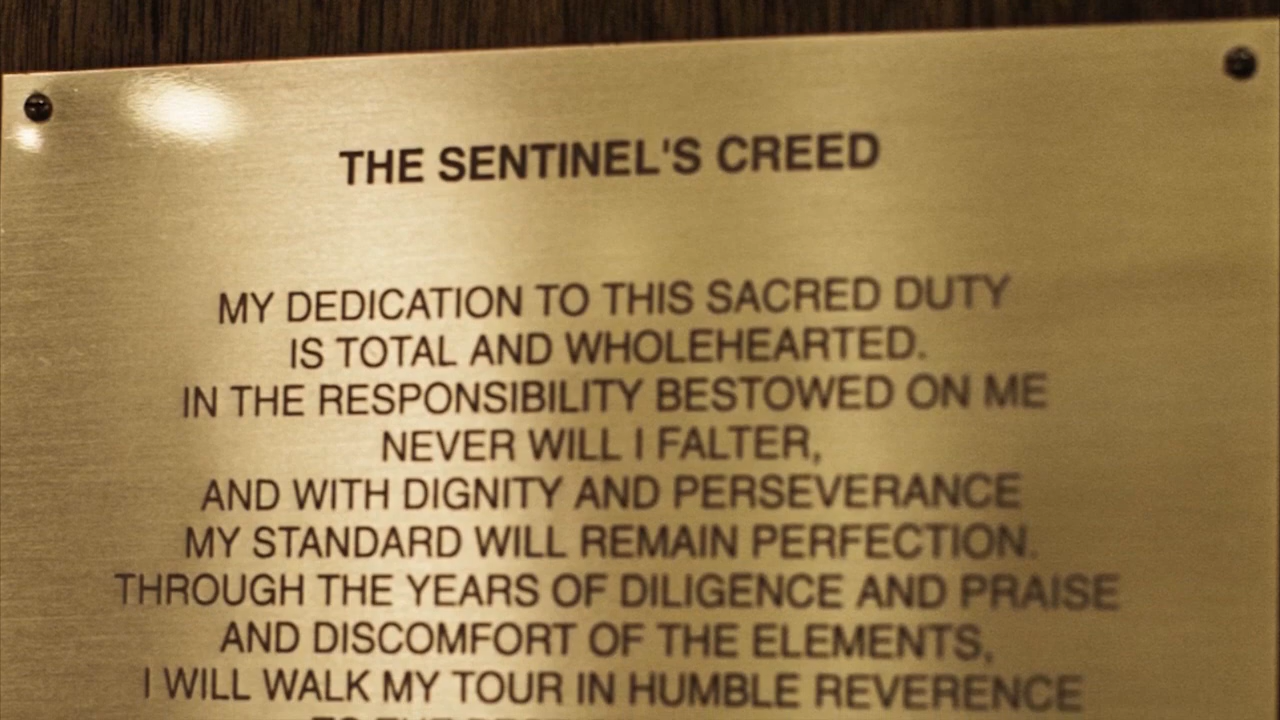 THE SENTINEL'S CREED
MY DEDICATION TO THIS SACRED DUTY
IS TOTAL AND WHOLEHEARTED.
IN THE RESPONSIBILITY BESTOWED ON ME
NEVER WILL I FALTER,
AND WITH DIGNITY AND PERSEVERANCE
MY STANDARD WILL REMAIN PERFECTION.
THROUGH THE YEARS OF DILIGENCE AND PRAISE
AND DISCOMFORT OF THE ELEMENTS,
I WILL WALK MY TOUR IN HUMBLE REVERENCE